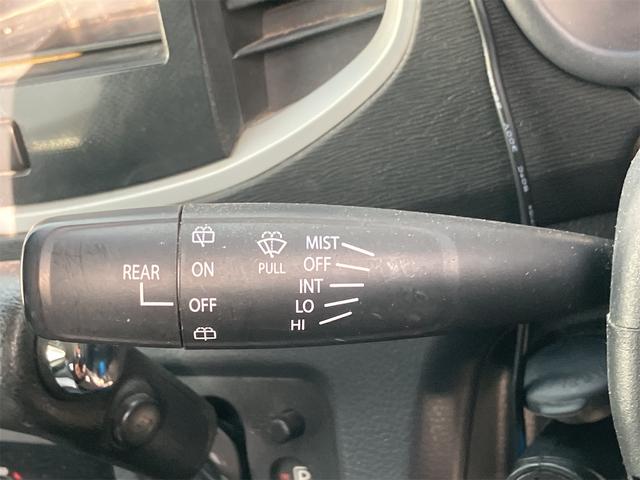 MIST
OFF
INT
LO
HI
PULL
REAR
ON
OFF